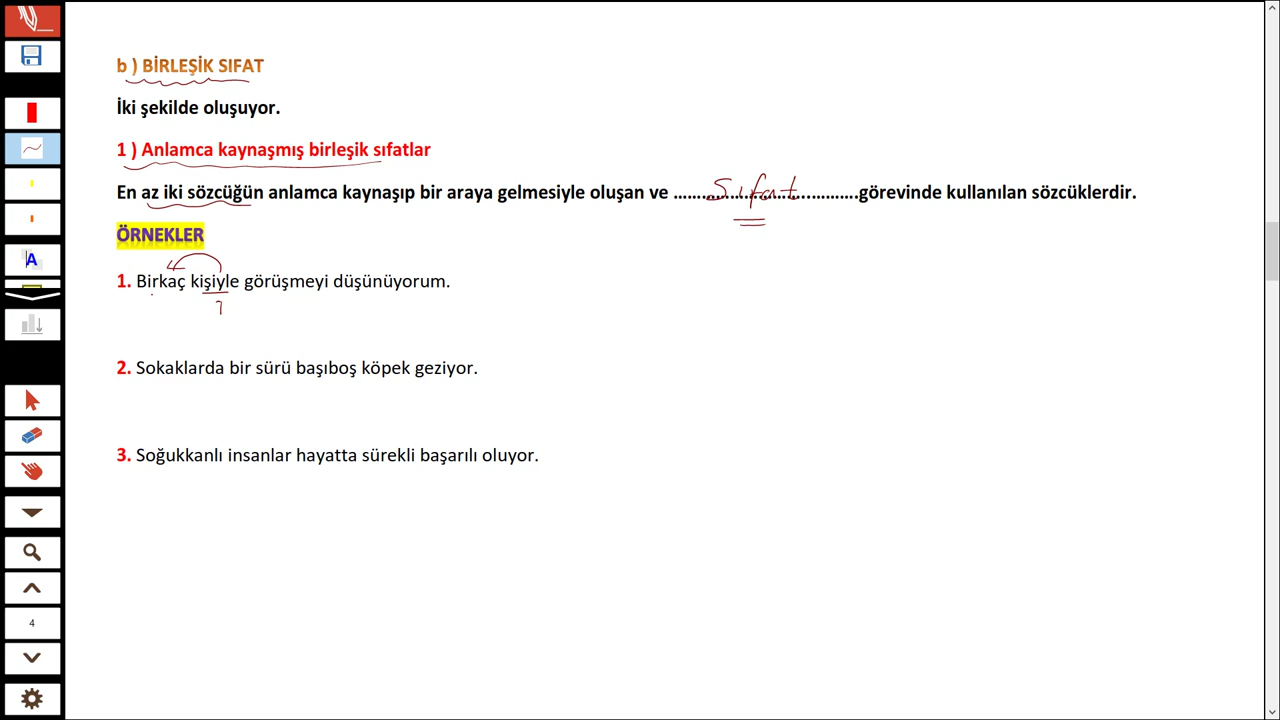 b ) BİRLEŞİK SIFAT
İki şekilde oluşuyor.
1 ) Anlamca kaynaşmış birleşik sıfatlar
En az iki sözcüğün anlamca kaynaşıp bir araya gelmesiyle oluşan ve ........sıfat...........görevinde kullanılan sözcüklerdir.
ÖRNEKLER
1. Birkaç kişiyle görüşmeyi düşünüyorum.
2. Sokaklarda bir sürü başıboş köpek geziyor.
3. Soğukkanlı insanlar hayatta sürekli başarılı oluyor.
A
4